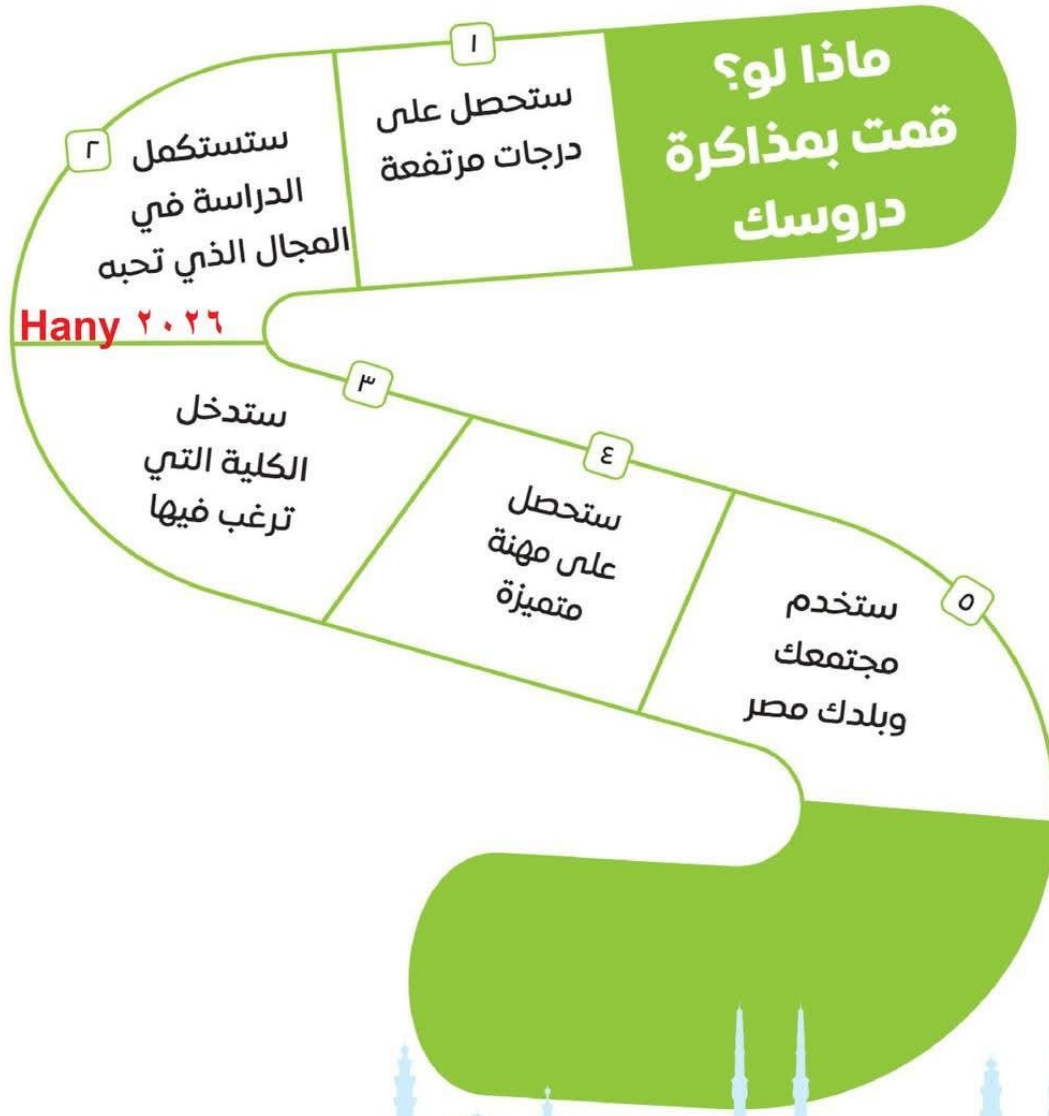 ماذا لو؟
قمت بمذاكرة
دروسك
١
ستحصل على
درجات مرتفعة
٢
ستستكمل
الدراسة في
المجال الذي تحبه
Hany ٢٠٢٦
٣
ستدخل
الكلية التي
ترغب فيها
٤
ستحصل
على مهنة
متميزة
٥
ستخدم
مجتمعك
وبلدك مصر